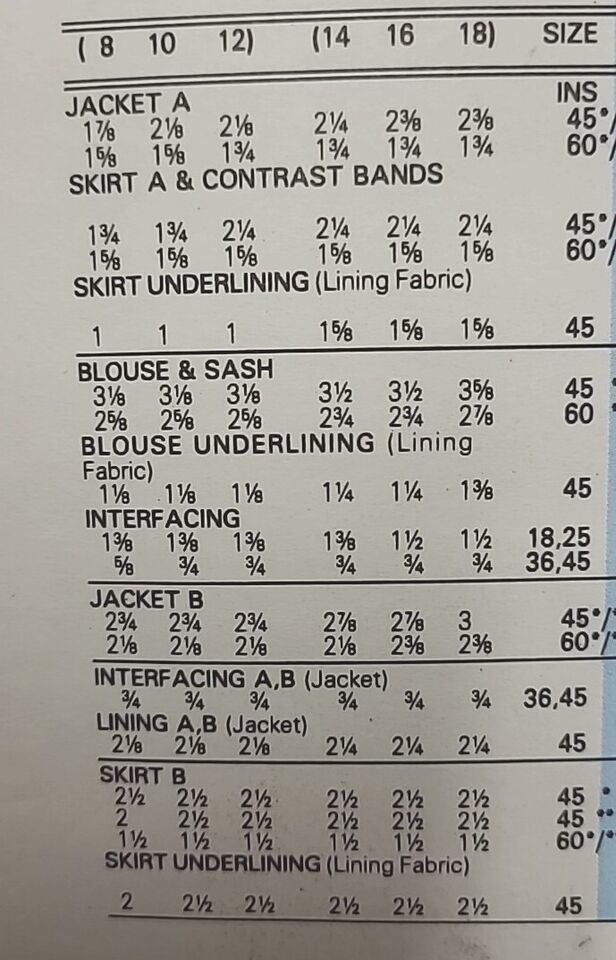 ( 8 10 12) (14 16 18) SIZE
JACKET A INS
1⅞ 2⅛ 2⅛ 2¼ 2⅜ 2⅜ 45*/
1⅝ 1⅝ 1¾ 1¾ 1¾ 1¾ 60*/
SKIRT A & CONTRAST BANDS
1¾ 1¾ 2¼ 2¼ 2¼ 2¼ 45*/
1⅝ 1⅝ 1⅝ 1⅝ 1⅝ 1⅝ 60*/
SKIRT UNDERLINING (Lining Fabric)
1 1 1 1⅝ 1⅝ 1⅝ 45
BLOUSE & SASH
3⅛ 3⅛ 3⅛ 3½ 3½ 3⅝ 45
2⅝ 2⅝ 2⅝ 2¾ 2¾ 2⅞ 60
BLOUSE UNDERLINING (Lining
Fabric)
1⅛ 1⅛ 1⅛ 1¼ 1¼ 1⅜ 45
INTERFACING
1⅜ 1⅜ 1⅜ 1⅜ 1½ 1½ 18,25
⅝ ¾ ¾ ¾ ¾ ¾ 36,45
JACKET B
2¾ 2¾ 2¾ 2⅞ 2⅞ 3 45*/*
2⅛ 2⅛ 2⅛ 2⅛ 2⅜ 2⅜ 60*/*
INTERFACING A,B (Jacket)
¾ ¾ ¾ ¾ ¾ ¾ 36,45
LINING A,B (Jacket)
2⅛ 2⅛ 2⅛ 2¼ 2¼ 2¼ 45
SKIRT B
2½ 2½ 2½ 2½ 2½ 2½ 45 *
2 2½ 2½ 2½ 2½ 2½ 45 **
1½ 1½ 1½ 1½ 1½ 1½ 60*/*
SKIRT UNDERLINING (Lining Fabric)
2 2½ 2½ 2½ 2½ 2½ 45